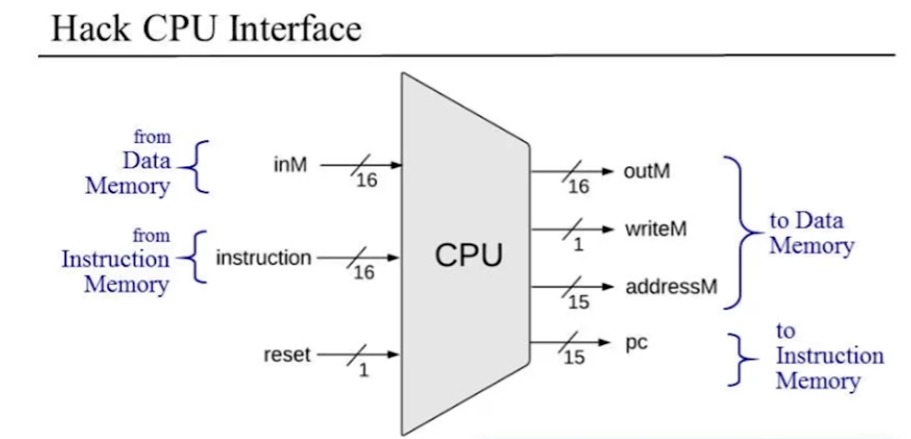 Hack CPU Interface
from
Data
Memory
inM
16
from
Instruction
Memory
instruction
16
reset
1
CPU
16
outM
1
writeM
15
addressM
15
pc
to Data
Memory
to
Instruction
Memory